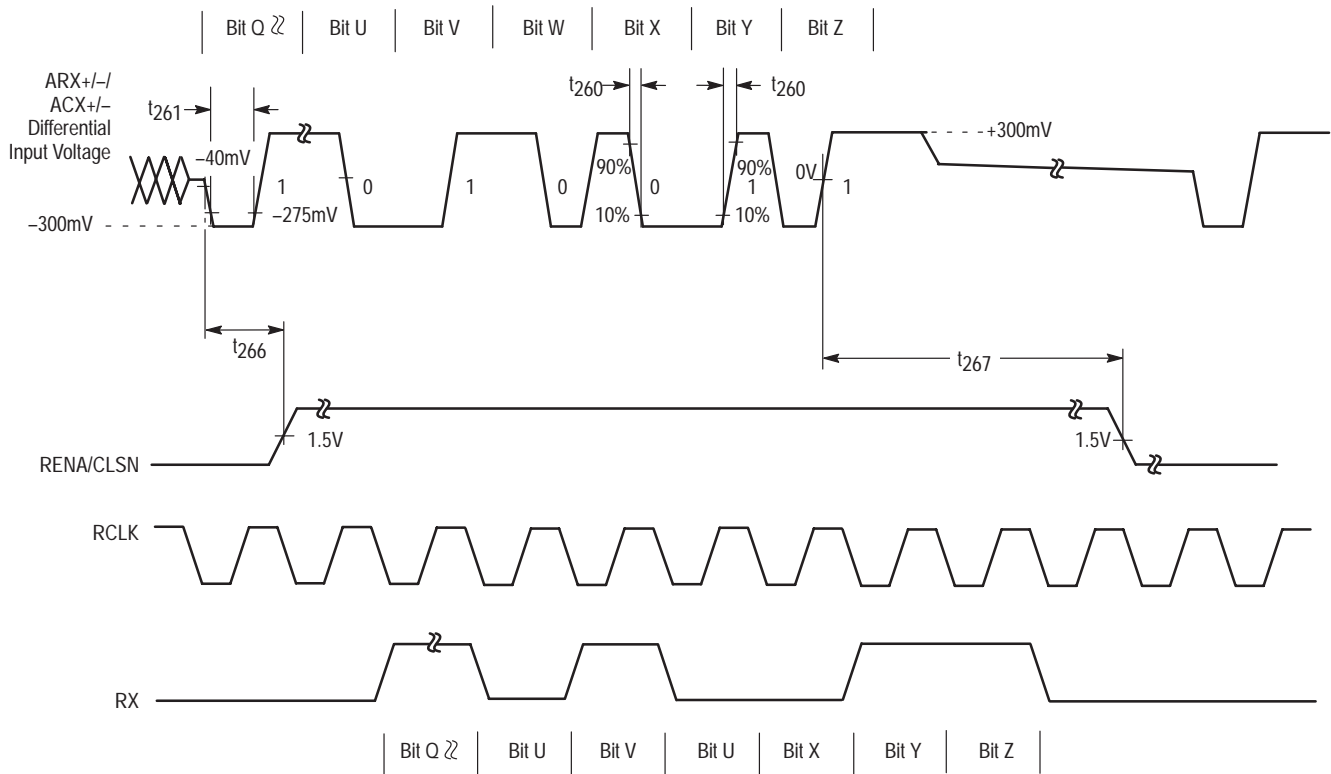 Bit Q Bit U Bit V Bit W Bit X Bit Y Bit Z
ARX+/–/
ACX+/–
Differential
Input Voltage
t261
t260
t260
–40mV
+300mV
90%
90%
0V
1
0
1
0
0
1
1
–275mV
10%
10%
–300mV
t266
t267
1.5V
1.5V
RENA/CLSN
RCLK
RX
Bit Q Bit U Bit V Bit U Bit X Bit Y Bit Z